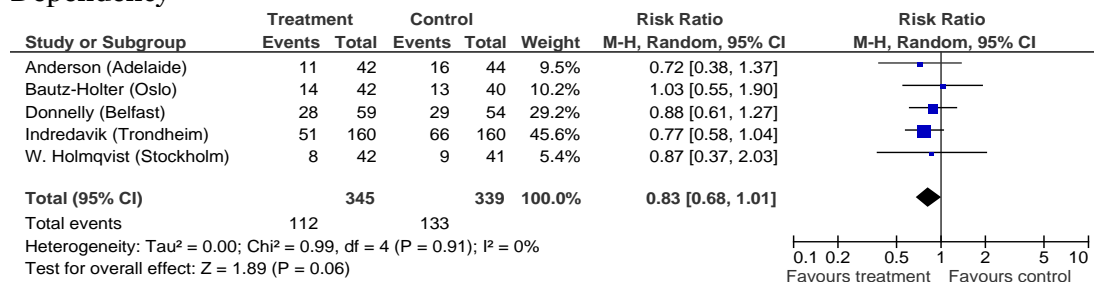 Dependency
Treatment Control Risk Ratio Risk Ratio
Study or Subgroup Events Total Events Total Weight M-H, Random, 95% CI M-H, Random, 95% CI
Anderson (Adelaide) 11 42 16 44 9.5% 0.72 [0.38, 1.37]
Bautz-Holter (Oslo) 14 42 13 40 10.2% 1.03 [0.55, 1.90]
Donnelly (Belfast) 28 59 29 54 29.2% 0.88 [0.61, 1.27]
Indredavik (Trondheim) 51 160 66 160 45.6% 0.77 [0.58, 1.04]
W. Holmqvist (Stockholm) 8 42 9 41 5.4% 0.87 [0.37, 2.03]
Total (95% CI) 345 339 100.0% 0.83 [0.68, 1.01]
Total events 112 133
Heterogeneity: Tau² = 0.00; Chi² = 0.99, df = 4 (P = 0.91); I² = 0%
Test for overall effect: Z = 1.89 (P = 0.06)
0.1 0.2 0.5 1 2 5 10
Favours treatment Favours control